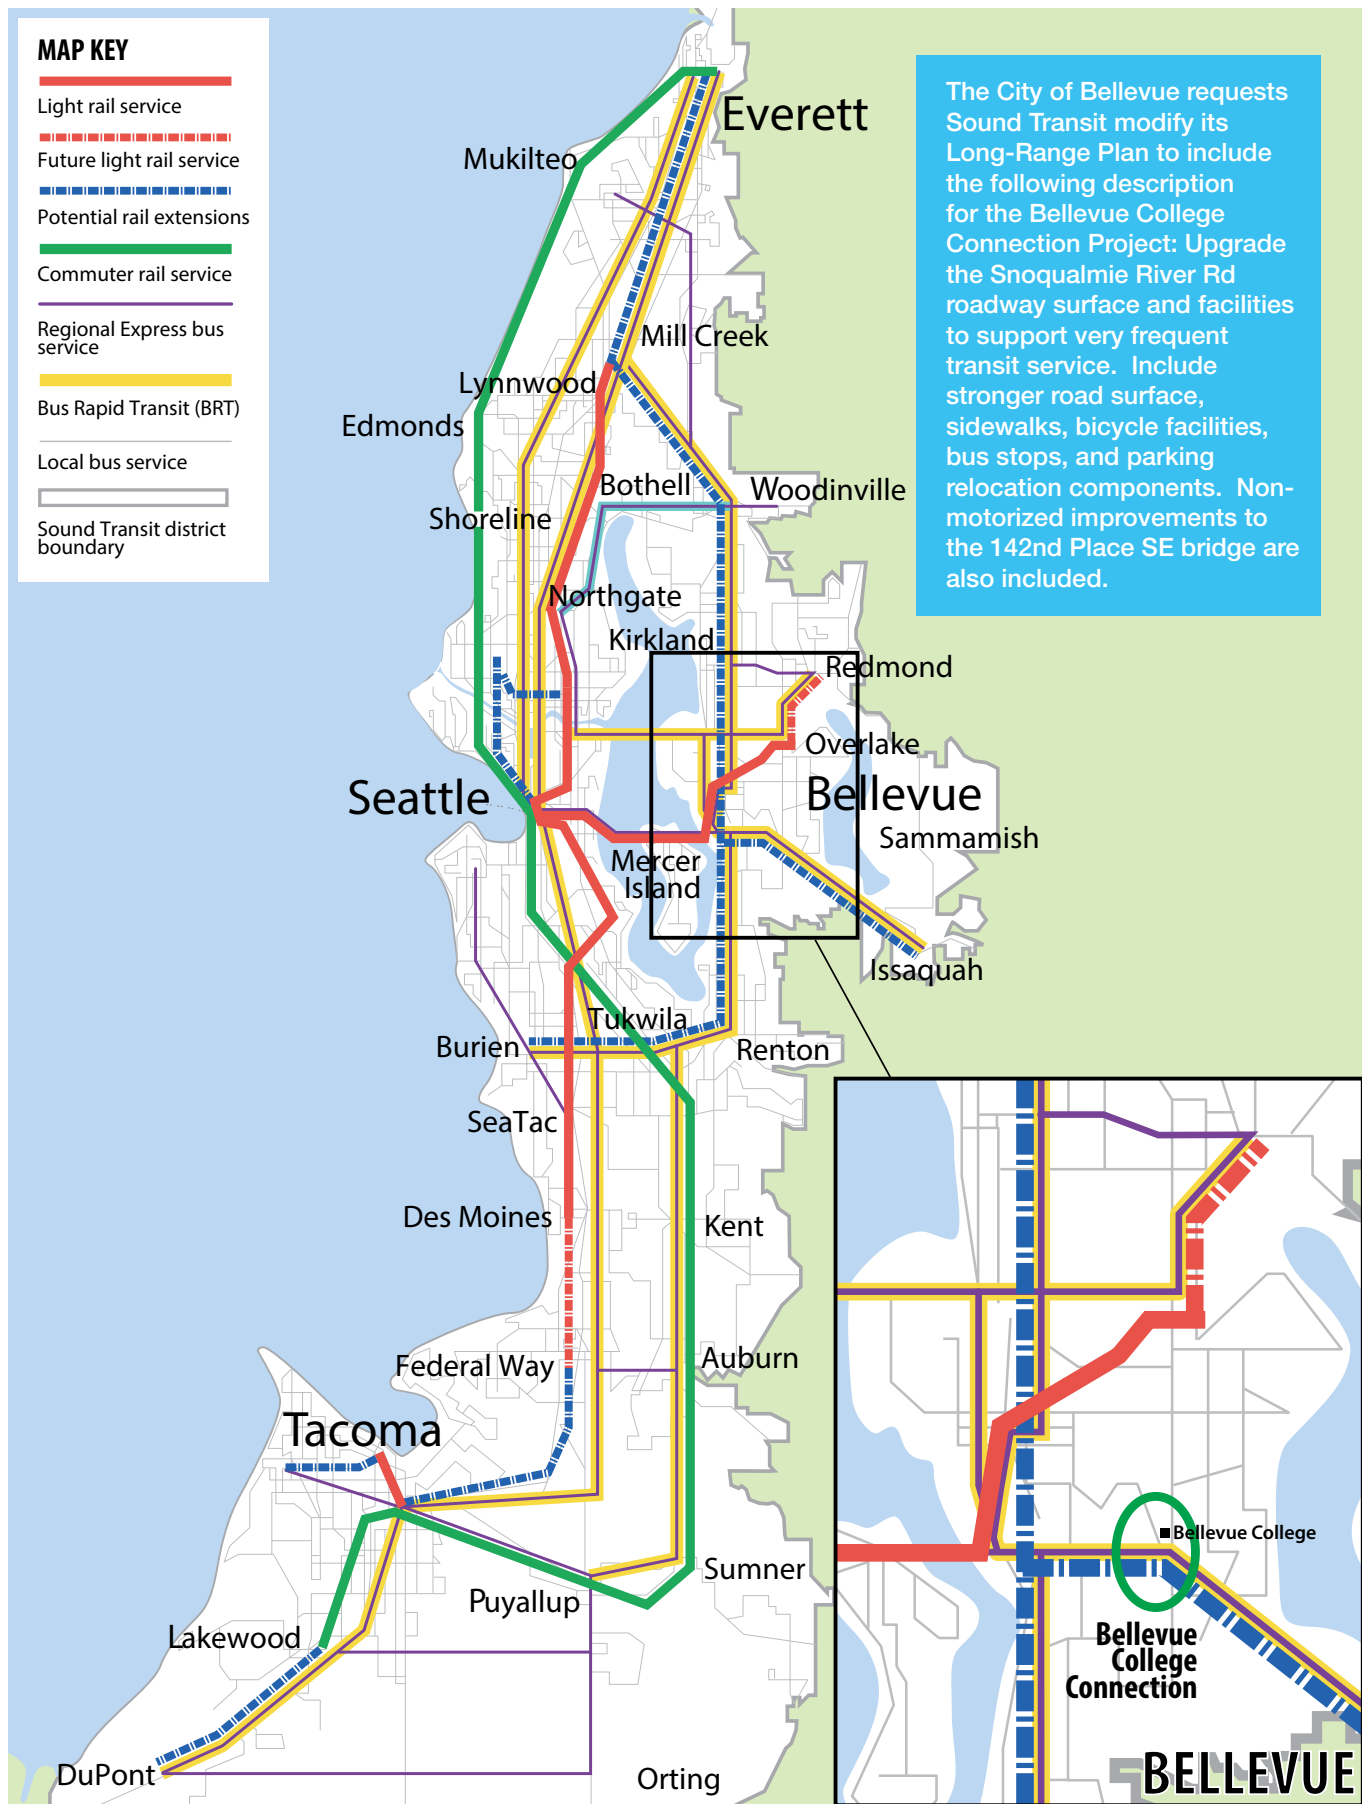 MAP KEY
Light rail service
Future light rail service
Potential rail extensions
Commuter rail service
Regional Express bus
service
Bus Rapid Transit (BRT)
Local bus service
Sound Transit district
boundary
The City of Bellevue requests
Sound Transit modify its
Long-Range Plan to include
the following description
for the Bellevue College
Connection Project: Upgrade
the Snoqualmie River Rd
roadway surface and facilities
to support very frequent
transit service.  Include
stronger road surface,
sidewalks, bicycle facilities,
bus stops, and parking
relocation components.  Non-
motorized improvements to
the 142nd Place SE bridge are
also included.
Everett
Mukilteo
Mill Creek
Lynnwood
Edmonds
Bothell
Woodinville
Shoreline
Northgate
Kirkland
Redmond
Overlake
Seattle
Bellevue
Sammamish
Mercer
Island
Issaquah
Tukwila
Burien
Renton
SeaTac
Des Moines
Kent
Federal Way
Auburn
Tacoma
Sumner
Puyallup
Lakewood
DuPont
Orting
Bellevue College
Bellevue
College
Connection
BELLEVUE